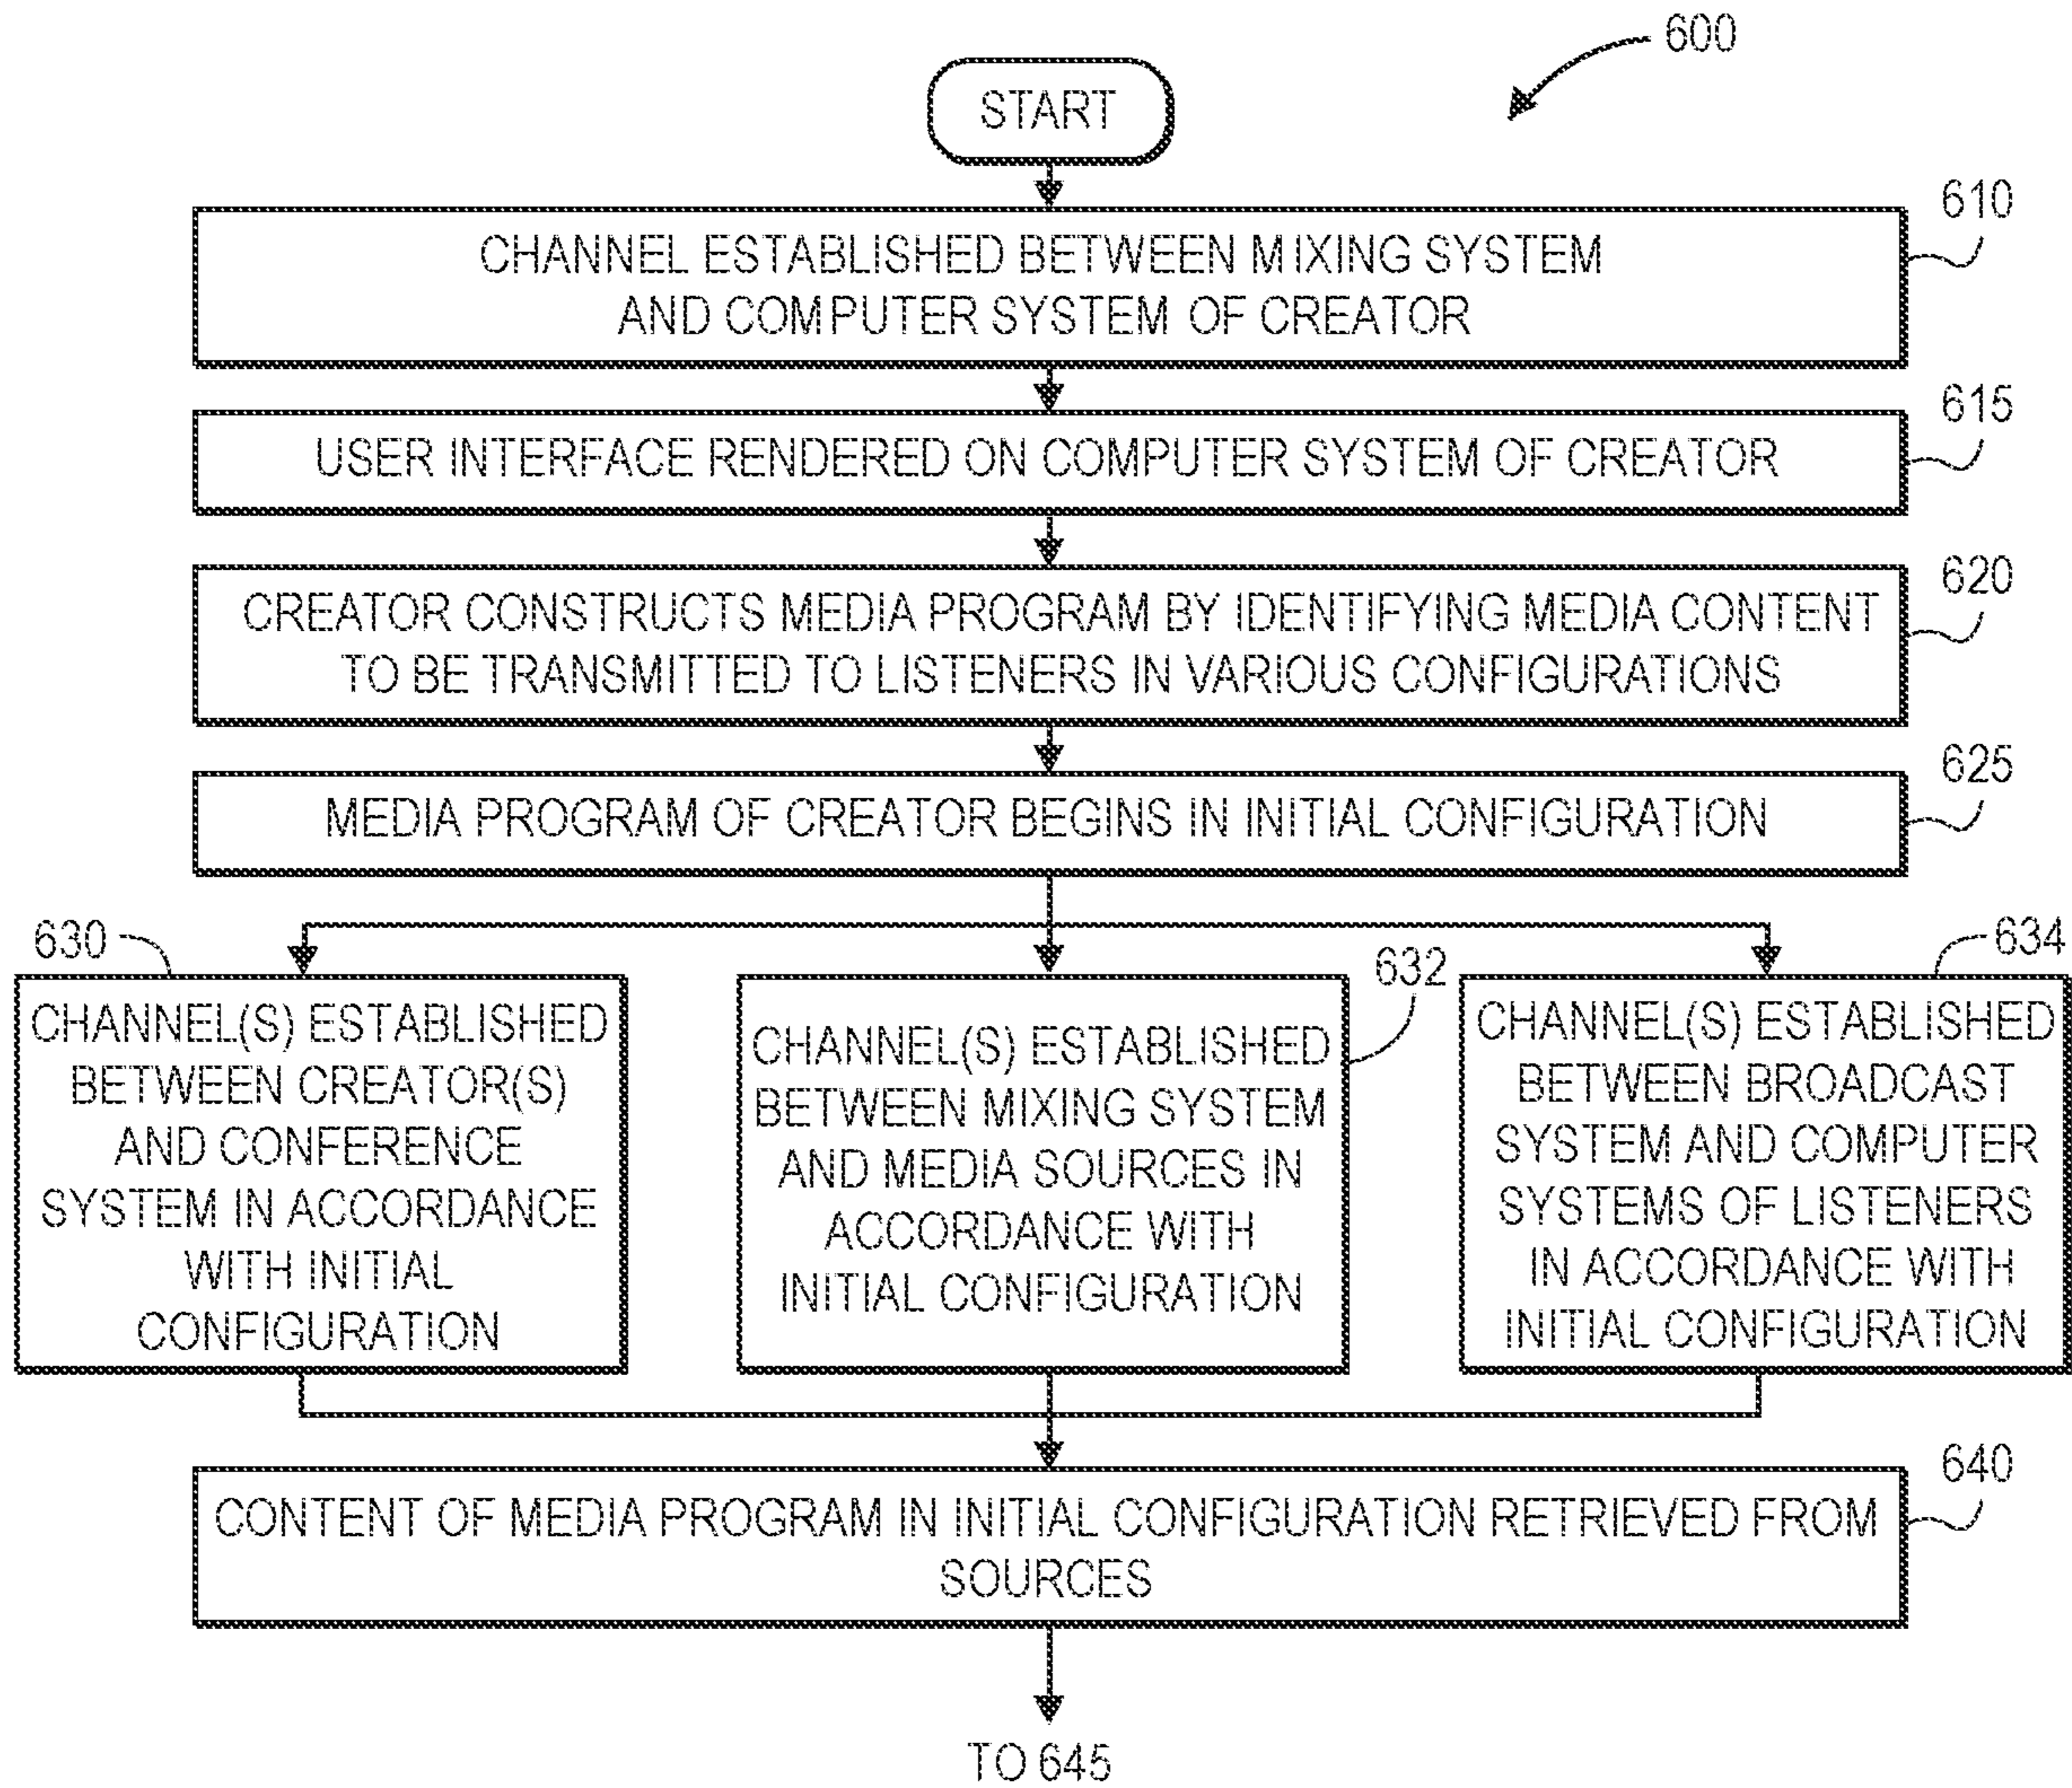 600
START
610
CHANNEL ESTABLISHED BETWEEN MIXING SYSTEM
AND COMPUTER SYSTEM OF CREATOR
615
USER INTERFACE RENDERED ON COMPUTER SYSTEM OF CREATOR
620
CREATOR CONSTRUCTS MEDIA PROGRAM BY IDENTIFYING MEDIA CONTENT
TO BE TRANSMITTED TO LISTENERS IN VARIOUS CONFIGURATIONS
625
MEDIA PROGRAM OF CREATOR BEGINS IN INITIAL CONFIGURATION
630
CHANNEL(S) ESTABLISHED
BETWEEN CREATOR(S)
AND CONFERENCE
SYSTEM IN ACCORDANCE
WITH INITIAL
CONFIGURATION
632
CHANNEL(S) ESTABLISHED
BETWEEN MIXING SYSTEM
AND MEDIA SOURCES IN
ACCORDANCE WITH
INITIAL CONFIGURATION
634
CHANNEL(S) ESTABLISHED
BETWEEN BROADCAST
SYSTEM AND COMPUTER
SYSTEMS OF LISTENERS
IN ACCORDANCE WITH
INITIAL CONFIGURATION
640
CONTENT OF MEDIA PROGRAM IN INITIAL CONFIGURATION RETRIEVED FROM
SOURCES
TO 645